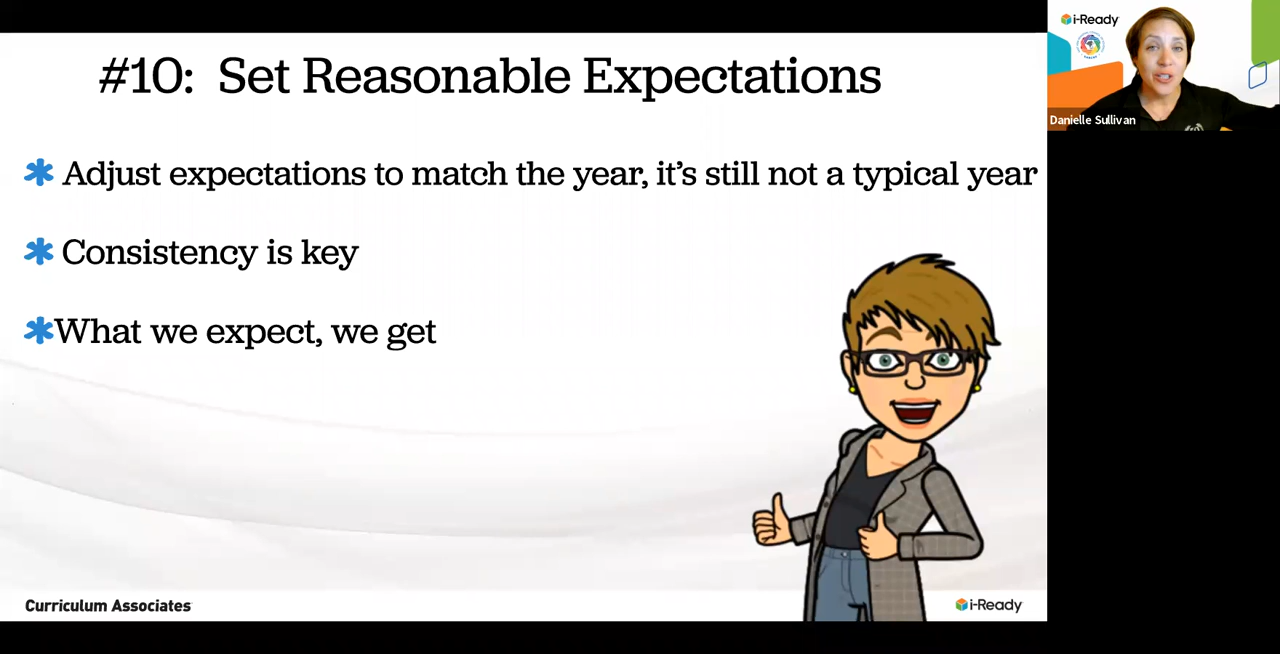 #10: Set Reasonable Expectations
✱ Adjust expectations to match the year, it’s still not a typical year
✱ Consistency is key
✱What we expect, we get
Curriculum Associates
i-Ready
i-Ready
Danielle Sullivan